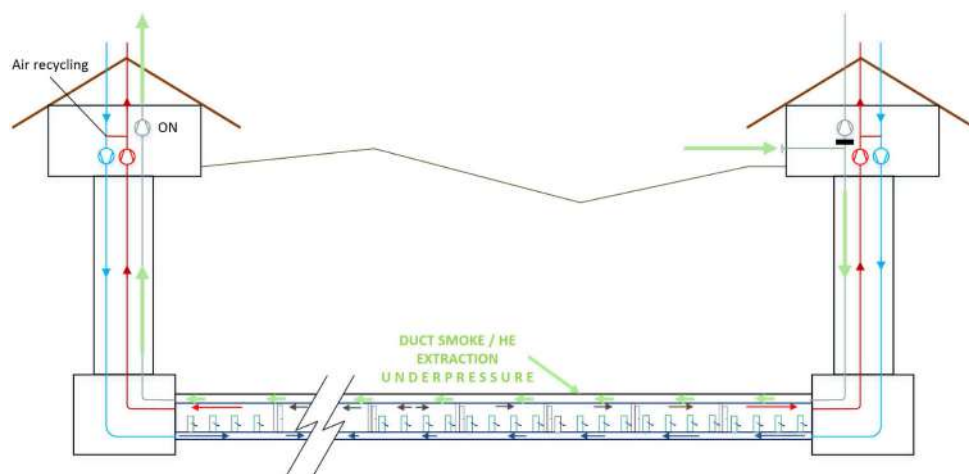 Air recycling
ON
DUCT SMOKE / HE
EXTRACTION
UNDERPRESSURE